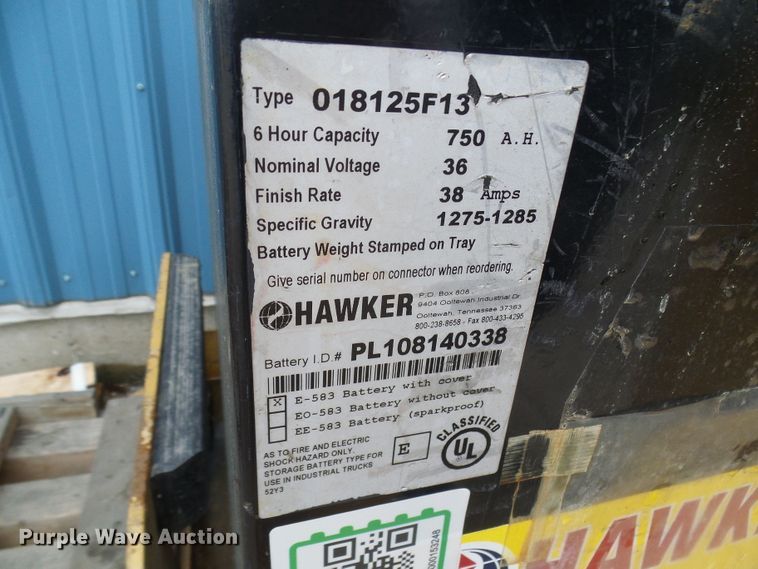 Type 018125F13
6 Hour Capacity 750 A.H.
Nominal Voltage 36
Finish Rate 38 Amps
Specific Gravity 1275-1285
Battery Weight Stamped on Tray
Give serial number on connector when reordering.
HAWKER
P.O. Box 808
9404 Ooltewah Industrial Dr.
Ooltewah, Tennessee 37363
800-238-8658 - Fax 800-433-4295
Battery I.D.# PL108140338
X E-583 Battery with cover
EO-583 Battery without cover
EE-583 Battery (sparkproof)
AS TO FIRE AND ELECTRIC
SHOCK HAZARD ONLY.
STORAGE BATTERY TYPE FOR
USE IN INDUSTRIAL TRUCKS
52Y3
E
CLASSIFIED
UL
HAWK
Purple Wave Auction